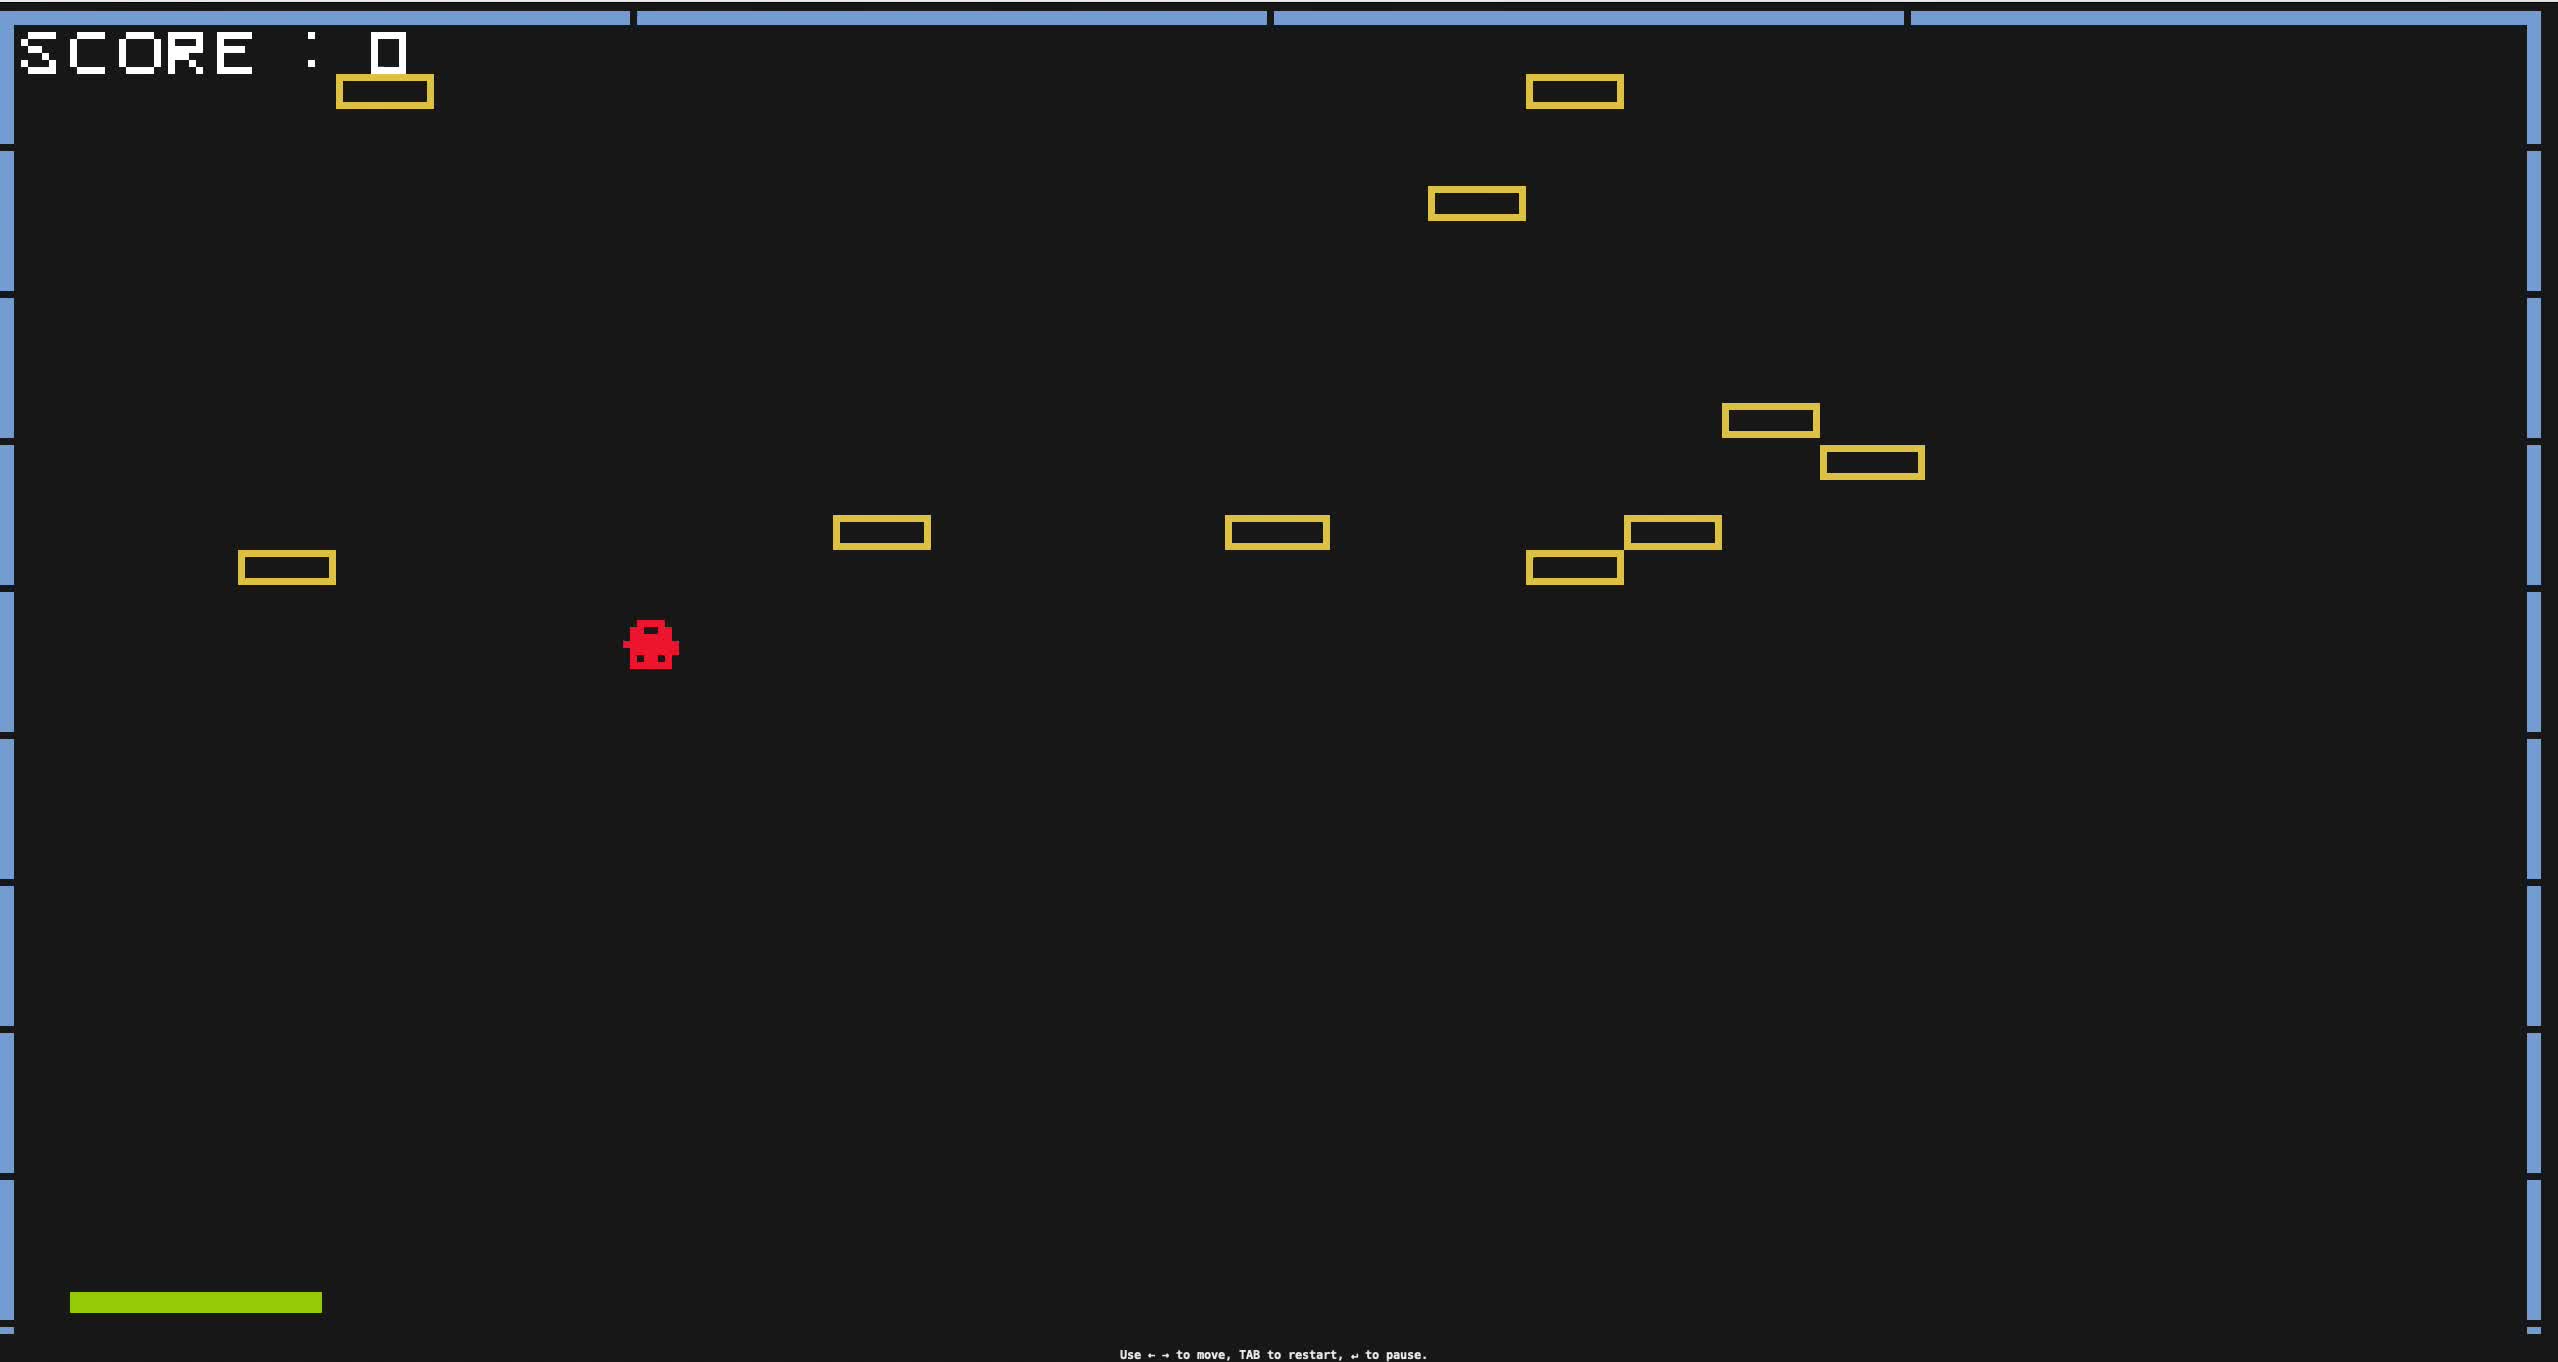 SCORE : 0
Use ← → to move, TAB to restart, ↵ to pause.